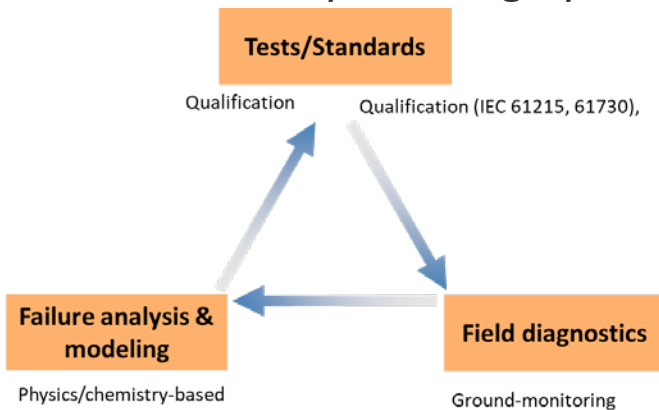 Tests/Standards
Qualification
Qualification (IEC 61215, 61730),
Failure analysis &
modeling
Physics/chemistry-based
Field diagnostics
Ground-monitoring